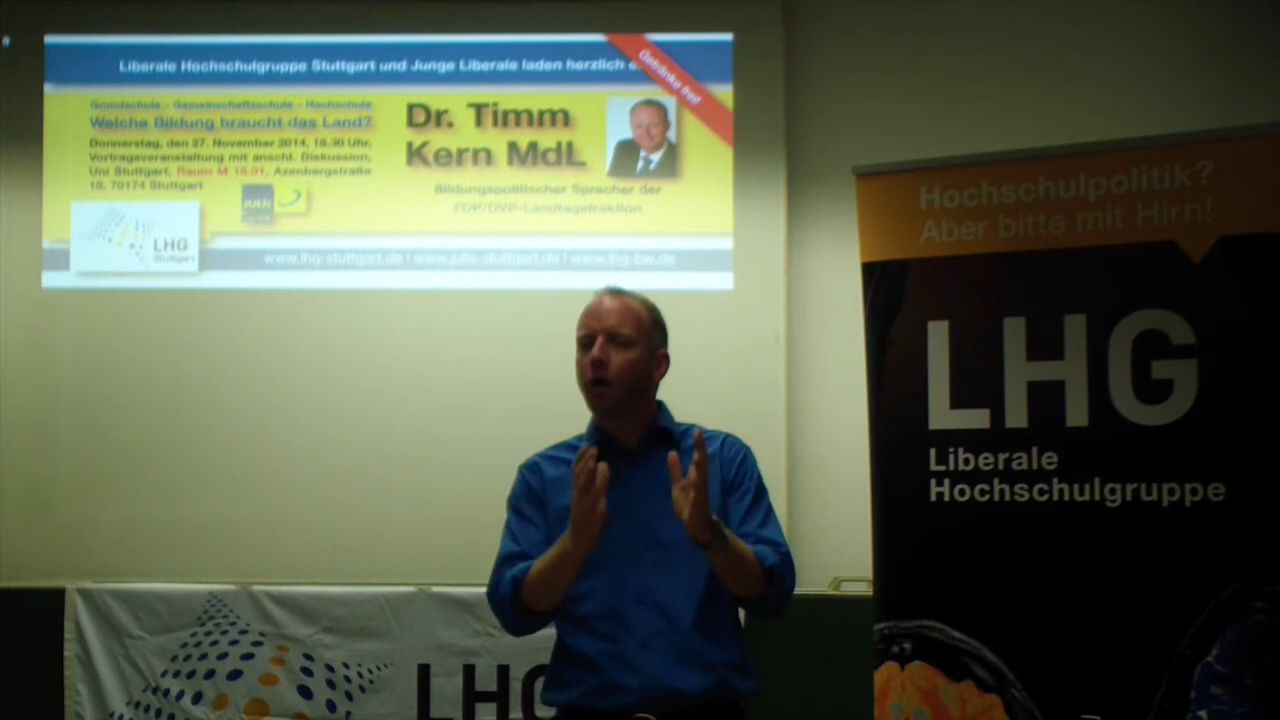 Liberale Hochschulgruppe Stuttgart und Junge Liberale laden herzlich
Getränke frei!
Grundschule - Gemeinschaftsschule - Hochschule
Welche Bildung braucht das Land?
Donnerstag, den 27. November 2014, 18.30 Uhr,
Vortragsveranstaltung mit anschl. Diskussion,
Uni Stuttgart, Raum M 18.01, Azenbergstraße
18, 70174 Stuttgart
Dr. Timm
Kern MdL
Bildungspolitischer Sprecher der
FDP/DVP-Landtagsfraktion
LHG
Stuttgart
www.lhg-stuttgart.de | www.julis-stuttgart.de | www.lhg-bw.de
Hochschulpolitik?
Aber bitte mit Hirn!
LHG
Liberale
Hochschulgruppe
LHG